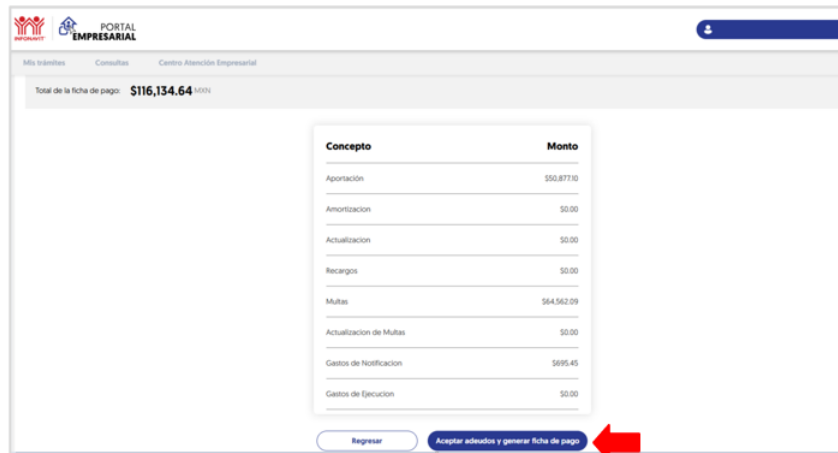 INFONAVIT
PORTAL
EMPRESARIAL
Mis trámites Consultas Centro Atención Empresarial
Total de la ficha de pago: $116,134.64 MXN
Concepto Monto
Aportación $50,877.10
Amortizacion $0.00
Actualizacion $0.00
Recargos $0.00
Multas $64,562.09
Actualizacion de Multas $0.00
Gastos de Notificacion $695.45
Gastos de Ejecucion $0.00
Regresar Aceptar adeudos y generar ficha de pago